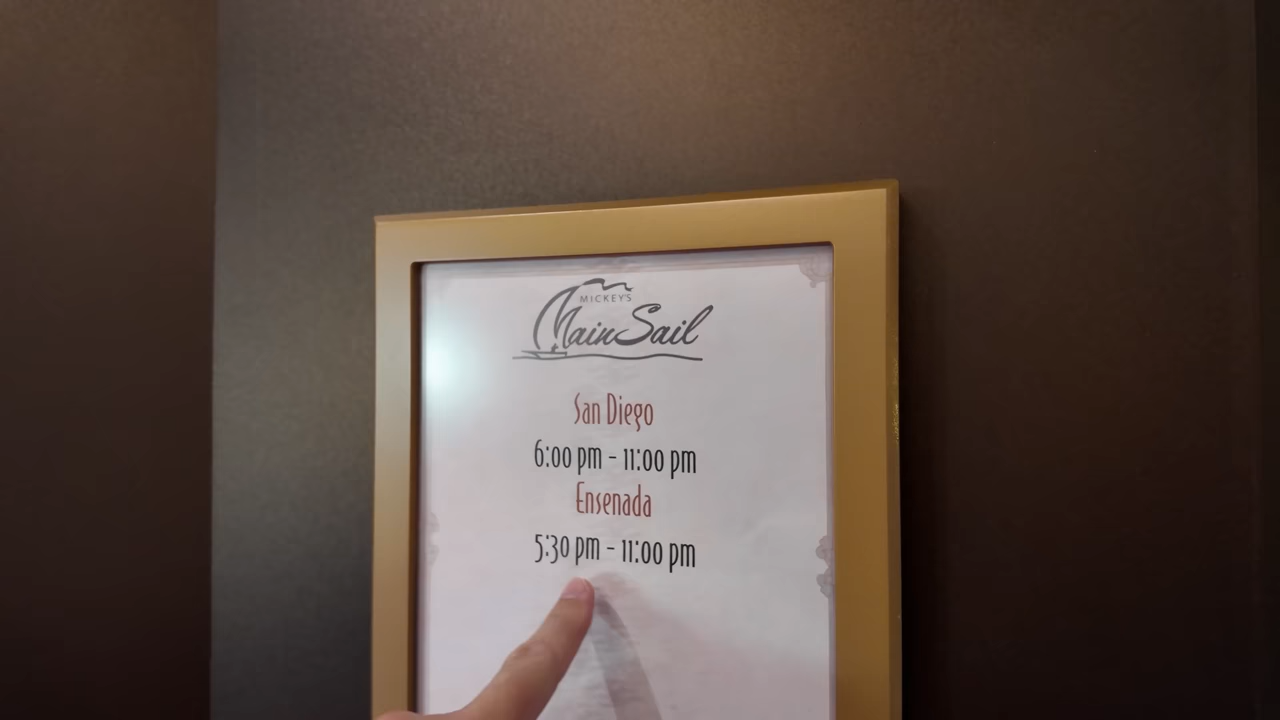 MICKEY'S
MainSail
San Diego
6:00 pm - 11:00 pm
Ensenada
5:30 pm - 11:00 pm